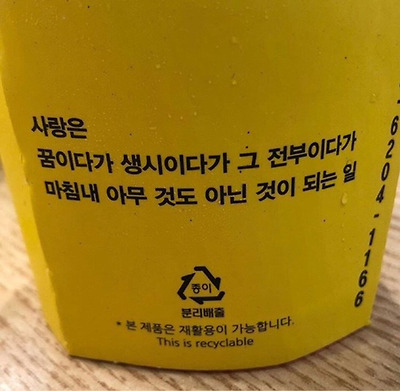 사랑은
꿈이다가 생시이다가 그 전부이다가
마침내 아무 것도 아닌 것이 되는 일
종이
분리배출
* 본 제품은 재활용이 가능합니다.
This is recyclable
-6204-1166